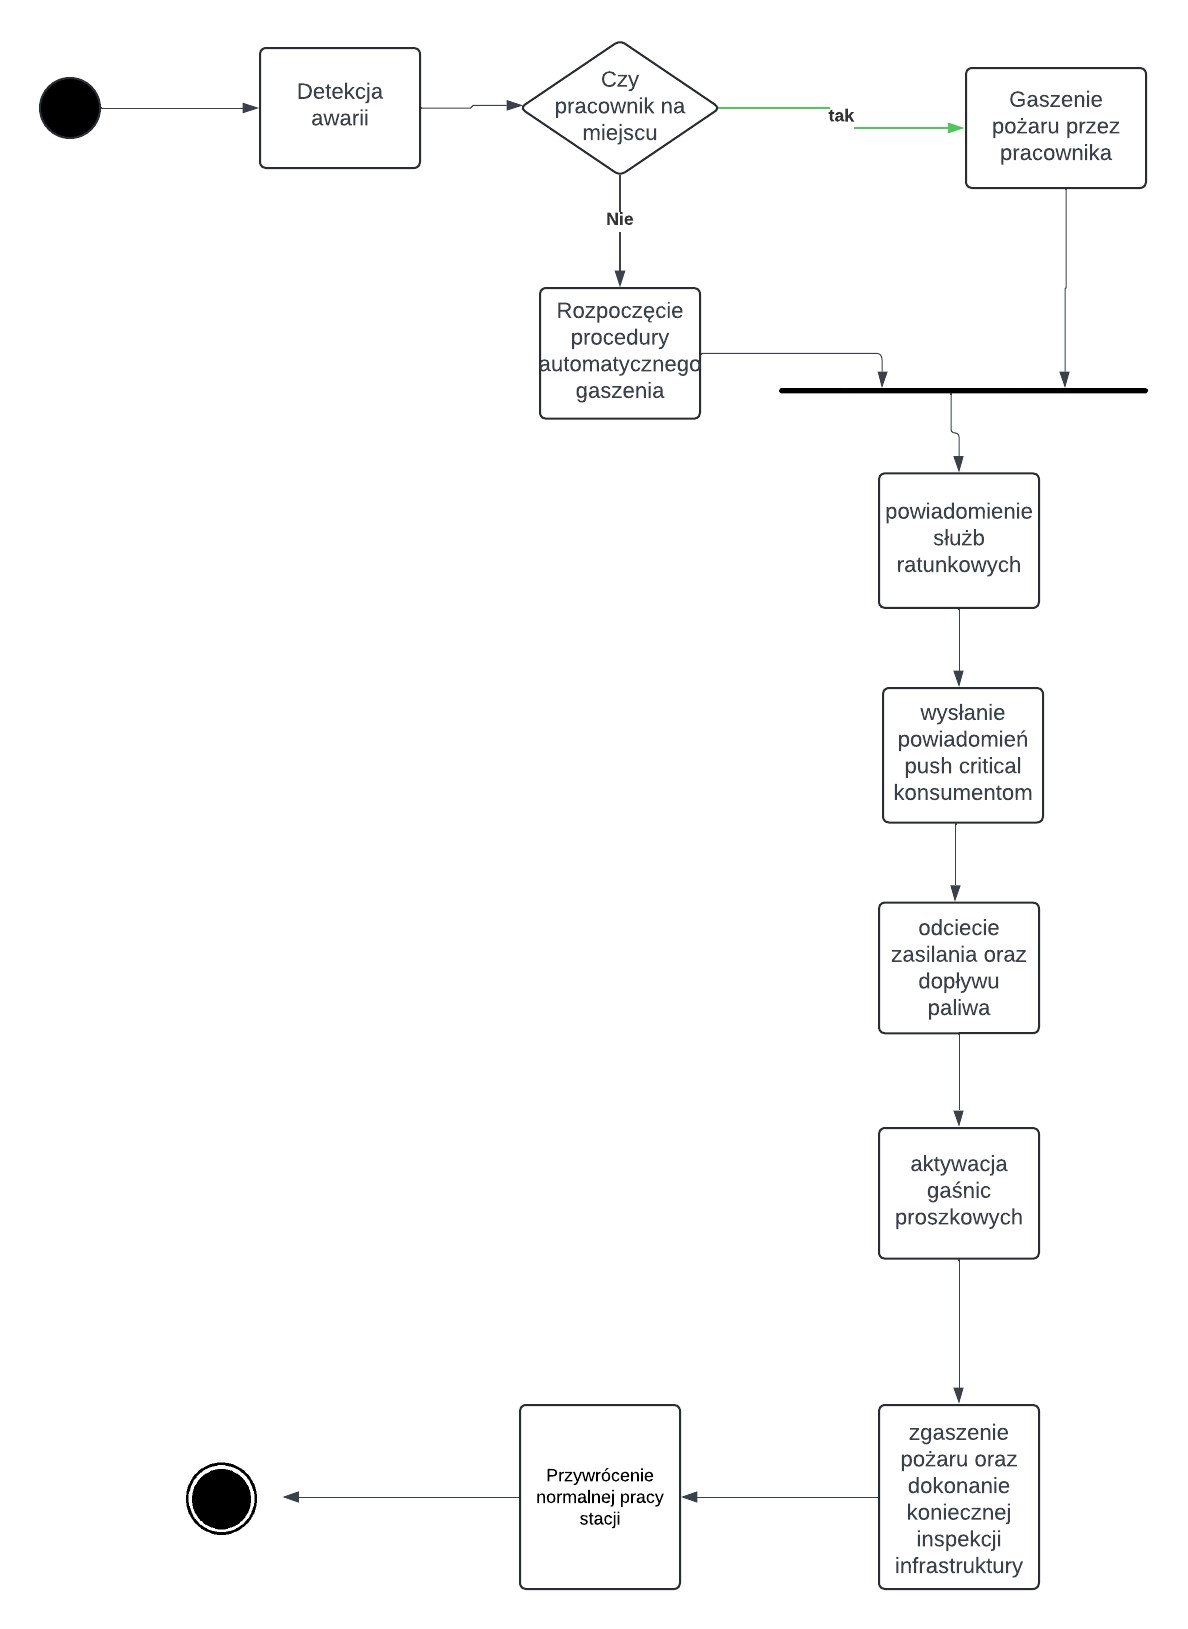 Detekcja
awarii
Czy
pracownik na
miejscu
tak
Gaszenie
pożaru przez
pracownika
Nie
Rozpoczęcie
procedury
automatycznego
gaszenia
powiadomienie
służb
ratunkowych
wysłanie
powiadomień
push critical
konsumentom
odciecie
zasilania oraz
dopływu
paliwa
aktywacja
gaśnic
proszkowych
zgaszenie
pożaru oraz
dokonanie
koniecznej
inspekcji
infrastruktury
Przywrócenie
normalnej pracy
stacji